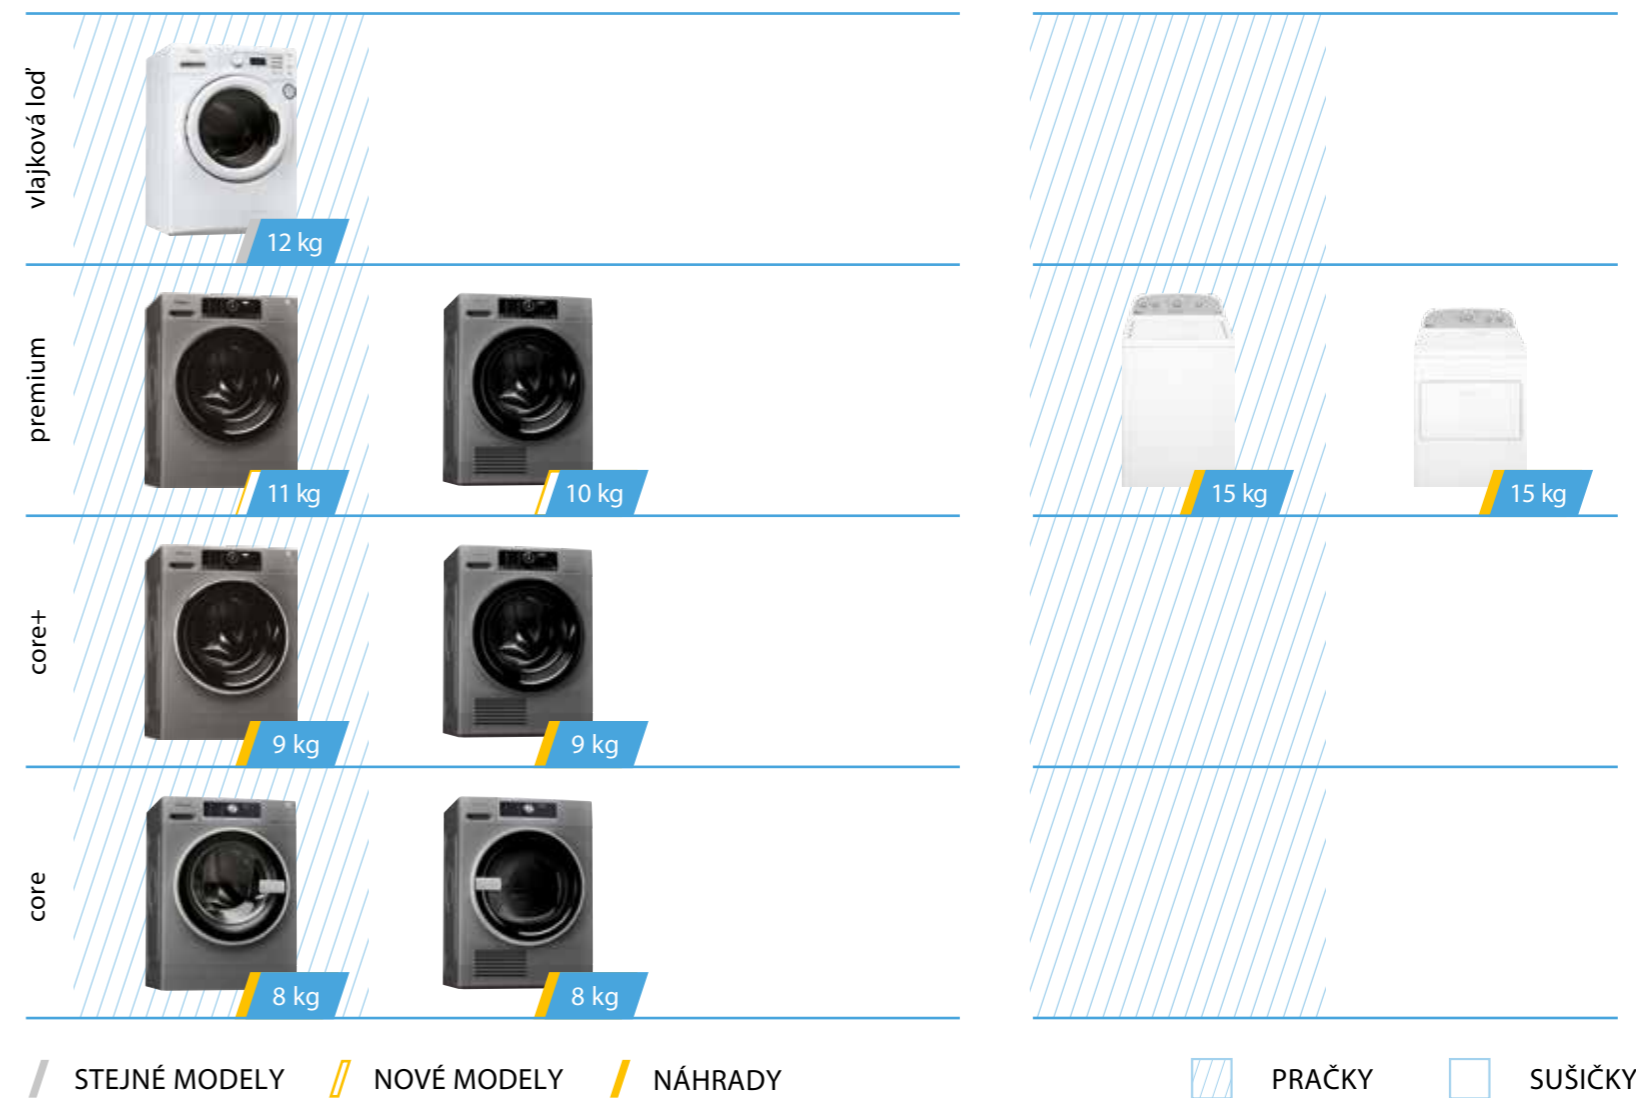 vlajková loď
12 kg
premium
11 kg
10 kg
15 kg
15 kg
core+
9 kg
9 kg
core
8 kg
8 kg
STEJNÉ MODELY
NOVÉ MODELY
NÁHRADY
PRAČKY
SUŠIČKY